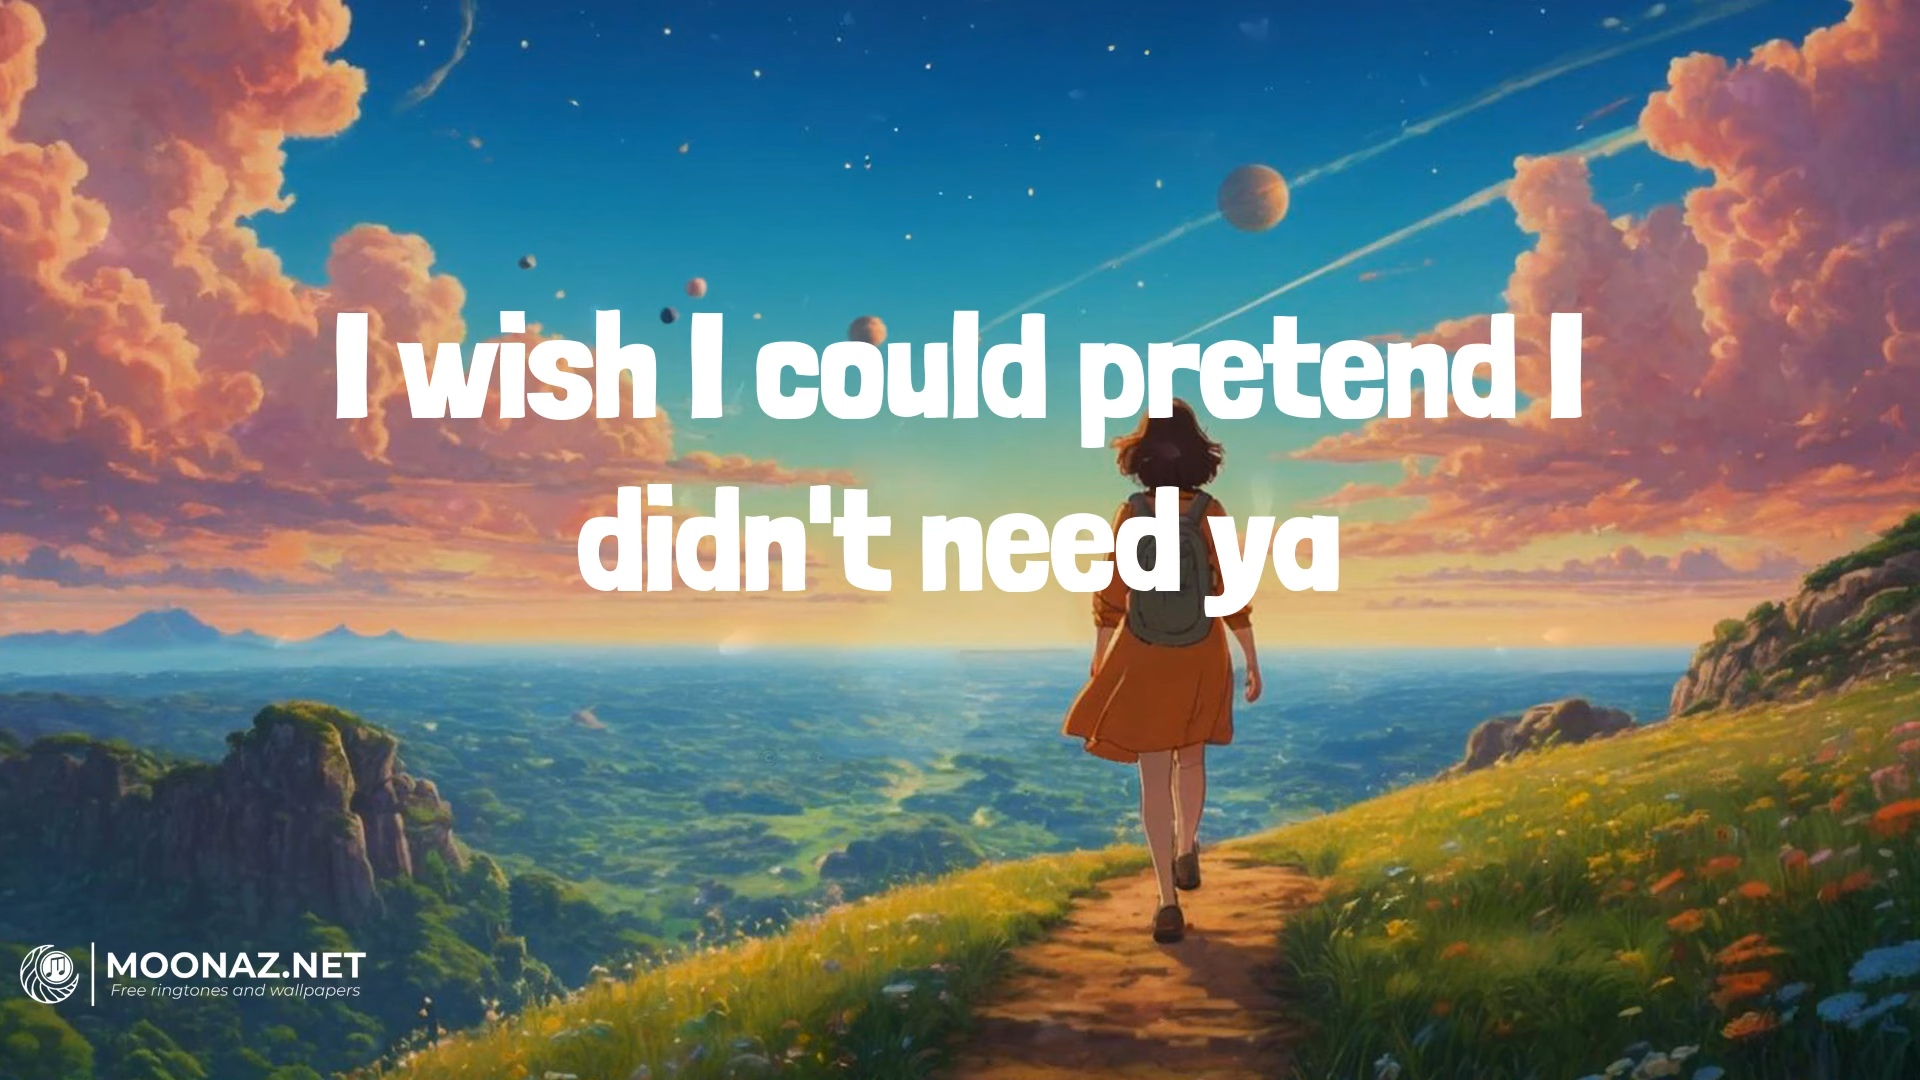 I wish I could pretend I
didn't need ya
MOONAZ.NET
Free ringtones and wallpapers